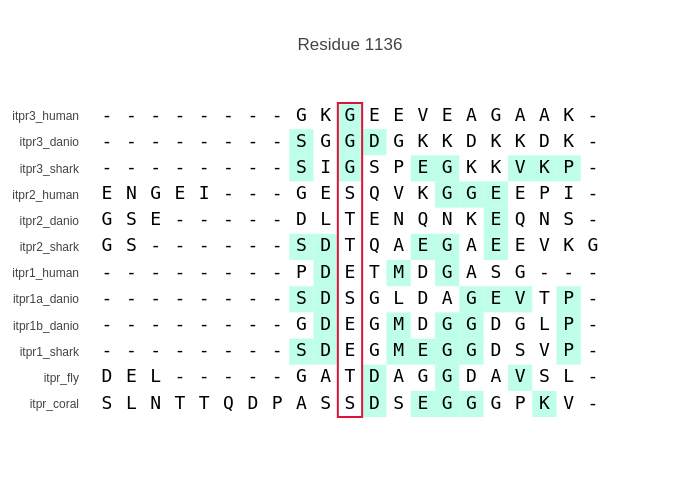 Residue 1136
itpr3_human - - - - - - - - G K G E E V E A G A A K -
itpr3_danio - - - - - - - - S G G D G K K D K K D K -
itpr3_shark - - - - - - - - S I G S P E G K K V K P -
itpr2_human E N G E I - - - G E S Q V K G G E E P I -
itpr2_danio G S E - - - - - D L T E N Q N K E Q N S -
itpr2_shark G S - - - - - - S D T Q A E G A E E V K G
itpr1_human - - - - - - - - P D E T M D G A S G - - -
itpr1a_danio - - - - - - - - S D S G L D A G E V T P -
itpr1b_danio - - - - - - - - G D E G M D G G D G L P -
itpr1_shark - - - - - - - - S D E G M E G G D S V P -
itpr_fly D E L - - - - - G A T D A G G D A V S L -
itpr_coral S L N T T Q D P A S S D S E G G G P K V -